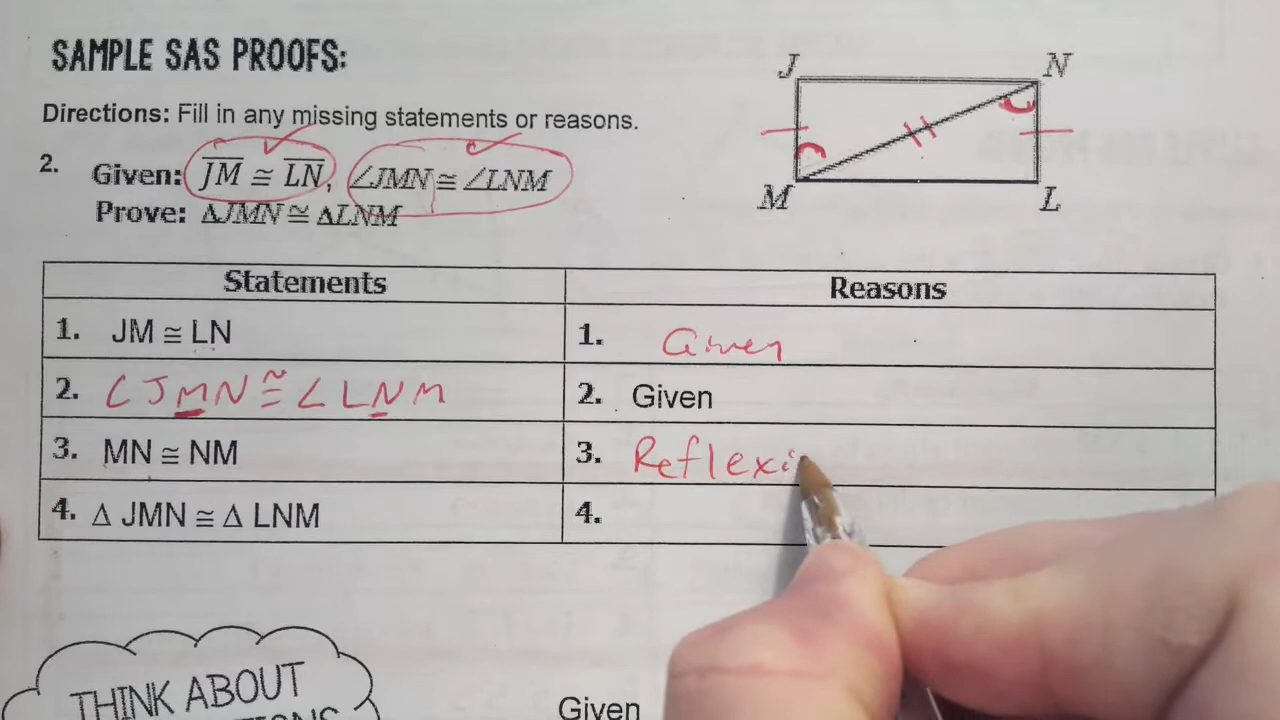 SAMPLE SAS PROOFS:
Directions: Fill in any missing statements or reasons.
2. Given: JM ≅ LN, ∠JMN ≅ ∠LNM
Prove: ΔJMN ≅ ΔLNM
J
N
M
L
Statements Reasons
1. JM ≅ LN 1. Given
2. ∠JMN ≅ ∠LNM 2. Given
3. MN ≅ NM 3. Reflexi
4. Δ JMN ≅ Δ LNM 4.
THINK ABOUT
Given